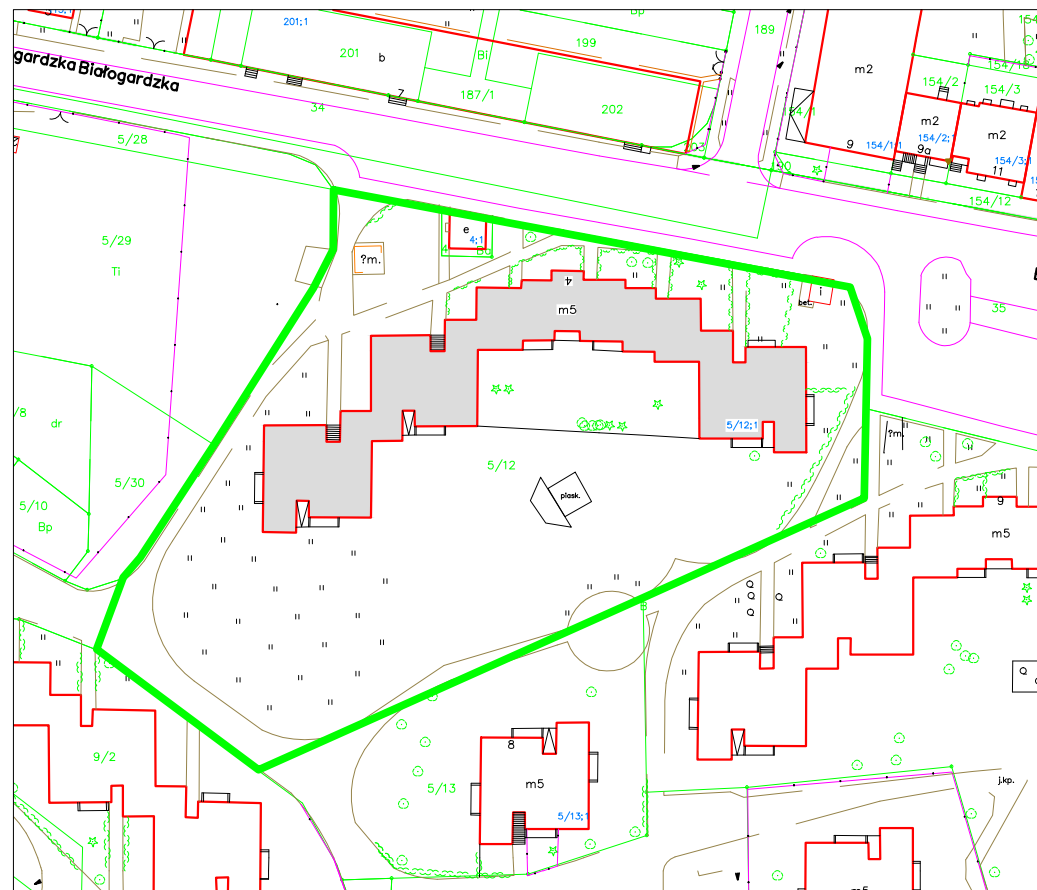 201;1
Bp
154
201
b
Bi
199
189
187/1
202
7
34
gardzka Białogardzka
5/28
m2
154/2
154/3
m2
m2
154/1;1
154/2;
154/3;1
9
9a
11
154/12
5/29
Ti
?m.
e
4;1
4
m5
i
bet.
35
/8
dr
5/10
Bp
5/30
5/12;1
5/12
plask.
?m.
9
m5
9/2
8
m5
5/13
5/13;1
j.kp.
m5